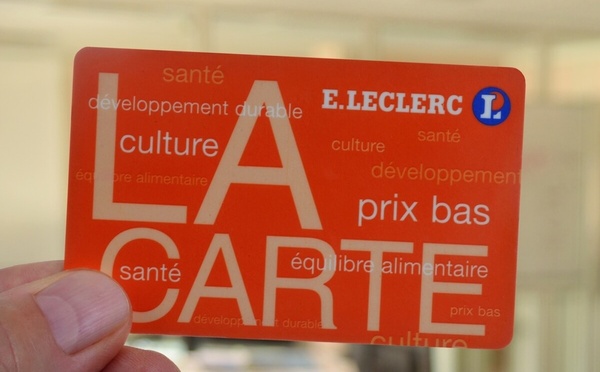 santé
développement durable
E.LECLERC L
culture
culture
santé
équilibre alimentaire
développement
LA
prix bas
santé
équilibre alimentaire
CARTE
développement durable
prix bas
culture